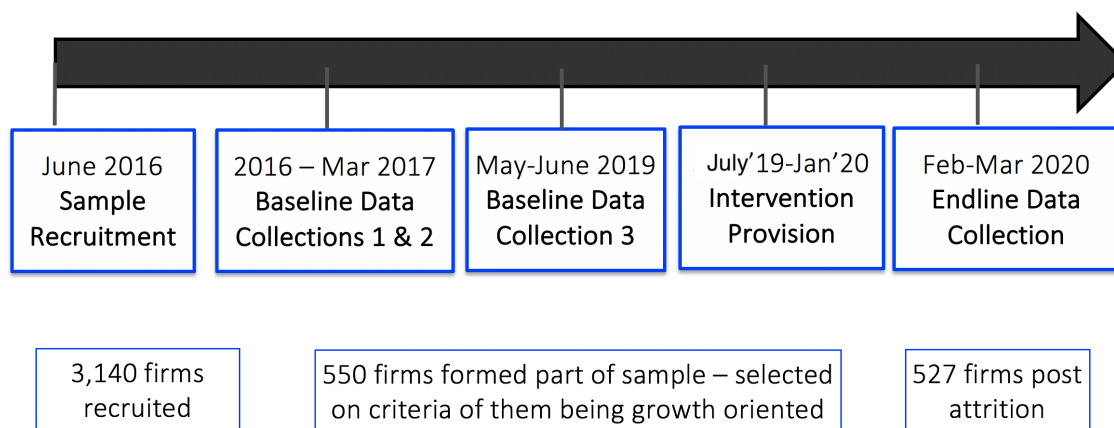 June 2016
Sample
Recruitment
2016 – Mar 2017
Baseline Data
Collections 1 & 2
May-June 2019
Baseline Data
Collection 3
July'19-Jan'20
Intervention
Provision
Feb-Mar 2020
Endline Data
Collection
3,140 firms
recruited
550 firms formed part of sample – selected
on criteria of them being growth oriented
527 firms post
attrition